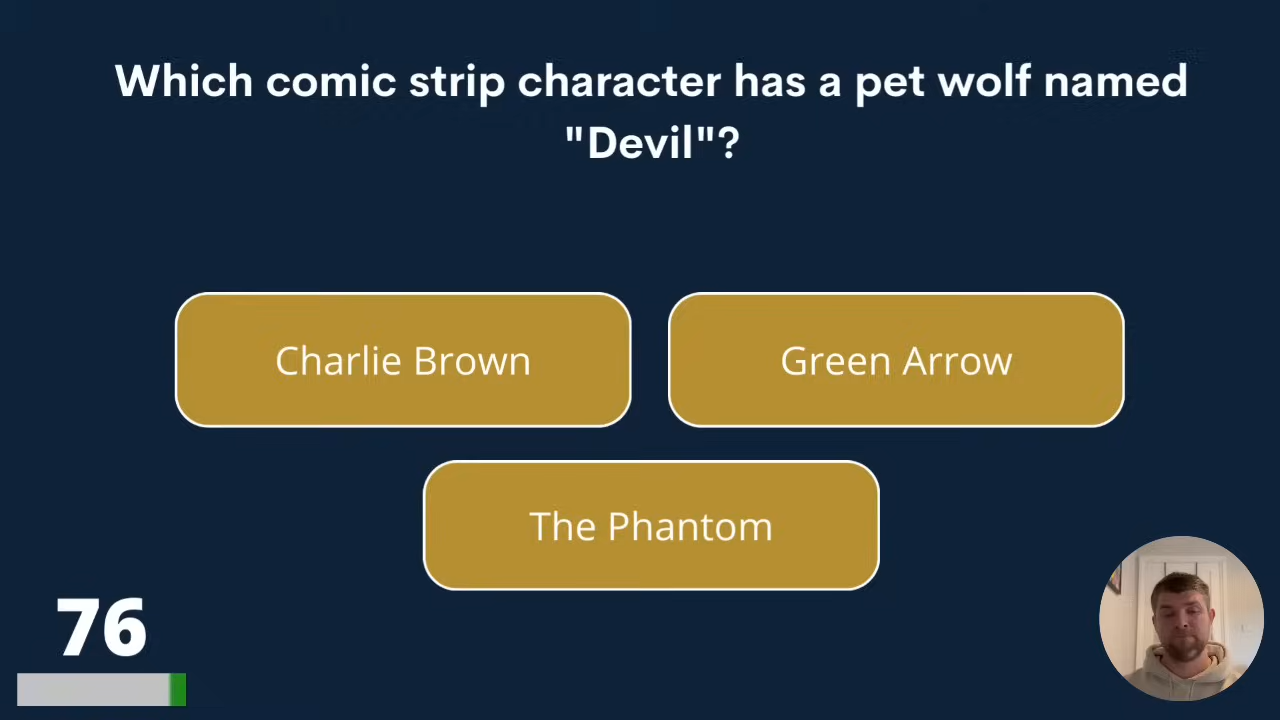 Which comic strip character has a pet wolf named
"Devil"?
Charlie Brown
Green Arrow
The Phantom
76